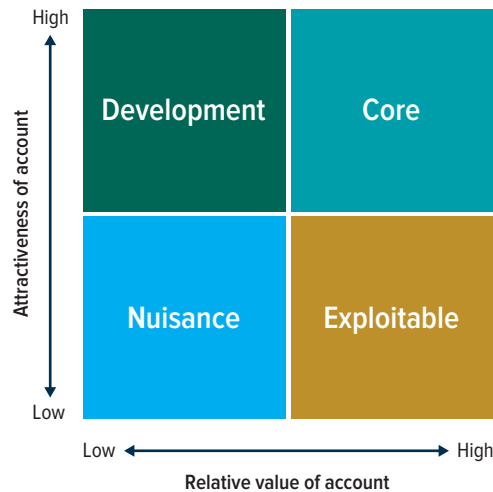 High
Development
Core
Attractiveness of account
Nuisance
Exploitable
Low
Low
High
Relative value of account